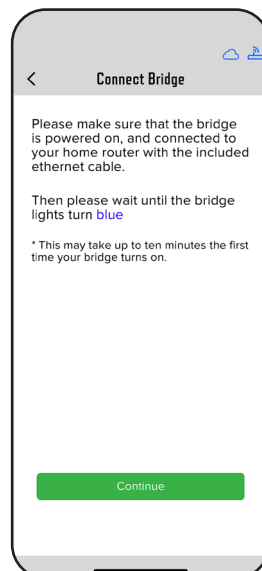 Connect Bridge
Please make sure that the bridge
is powered on, and connected to
your home router with the included
ethernet cable.
Then please wait until the bridge
lights turn blue
* This may take up to ten minutes the first
time your bridge turns on.
Continue